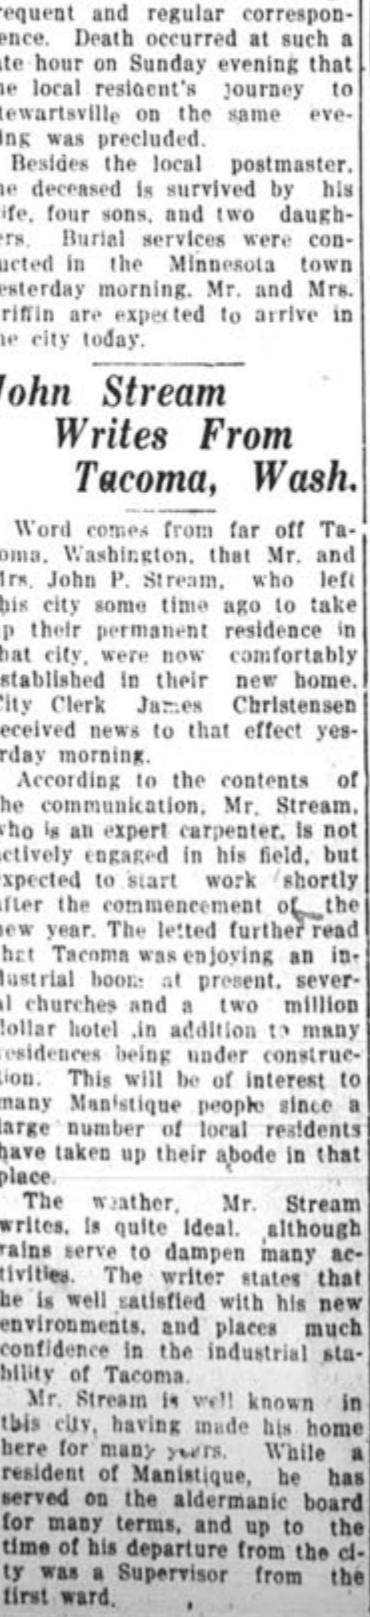 requent and regular correspon-
ence. Death occurred at such a
ate hour on Sunday evening that
he local resident's journey to
tewartsville on the same eve-
ing was precluded.
Besides the local postmaster,
he deceased is survived by his
ife, four sons, and two daugh-
ers. Burial services were con-
ucted in the Minnesota town
esterday morning. Mr. and Mrs.
riffin are expected to arrive in
he city today.
John Stream
Writes From
Tacoma, Wash.
Word comes from far off Ta-
oma, Washington, that Mr. and
Mrs. John P. Stream, who left
his city some time ago to take
p their permanent residence in
hat city, were now comfortably
stablished in their new home.
City Clerk James Christensen
eceived news to that effect yes-
rday morning.
According to the contents of
he communication, Mr. Stream,
who is an expert carpenter, is not
ctively engaged in his field, but
xpected to start work shortly
fter the commencement of the
new year. The letted further read
that Tacoma was enjoying an in-
dustrial boom at present, sever-
al churches and a two million
dollar hotel ,in addition to many
residences being under construc-
tion. This will be of interest to
many Manistique people since a
large number of local residents
have taken up their abode in that
place.
The weather, Mr. Stream
writes, is quite ideal, although
rains serve to dampen many ac-
tivities. The writer states that
he is well satisfied with his new
environments, and places much
confidence in the industrial sta-
bility of Tacoma.
Mr. Stream is well known in
this city, having made his home
here for many years. While a
resident of Manistique, he has
served on the aldermanic board
for many terms, and up to the
time of his departure from the ci-
ty was a Supervisor from the
first ward.